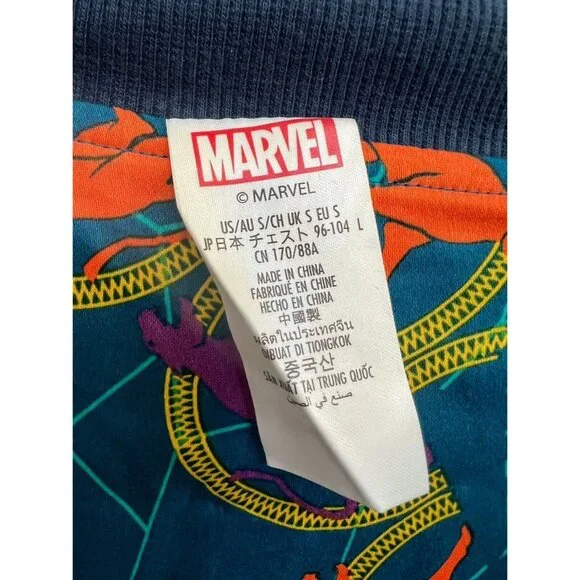 MARVEL
© MARVEL
US/AU S/CH UK S EU S
JP 日本 チェスト 96-104 L
CN 170/88A
MADE IN CHINA
FABRIQUÉ EN CHINE
HECHO EN CHINA
中國製
ผลิตในประเทศจีน
DIBUAT DI TIONGKOK
중국산
SẢN XUẤT TẠI TRUNG QUỐC
صنع في الصين